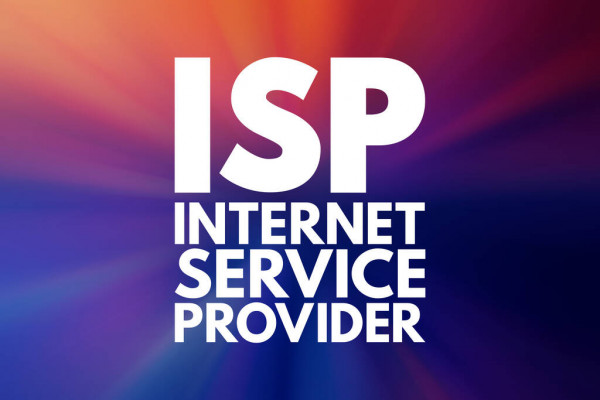 ISP
INTERNET
SERVICE
PROVIDER